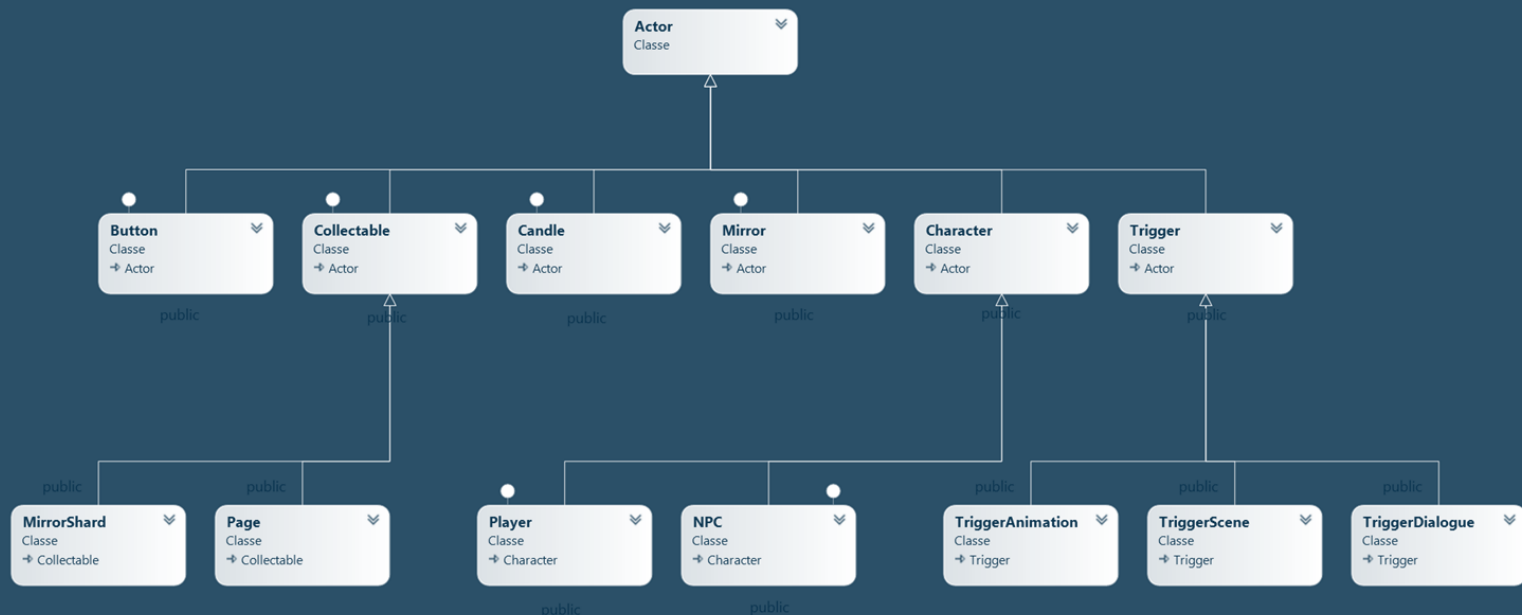 Actor
Classe
Button
Classe
Actor
public
Collectable
Classe
Actor
public
Candle
Classe
Actor
public
Mirror
Classe
Actor
public
Character
Classe
Actor
public
Trigger
Classe
Actor
public
public
MirrorShard
Classe
Collectable
public
Page
Classe
Collectable
Player
Classe
Character
public
NPC
Classe
Character
public
public
TriggerAnimation
Classe
Trigger
public
TriggerScene
Classe
Trigger
public
TriggerDialogue
Classe
Trigger